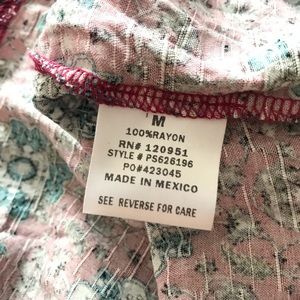 M
100%RAYON
RN# 120951
STYLE # PS626196
PO#423045
MADE IN MEXICO
SEE REVERSE FOR CARE